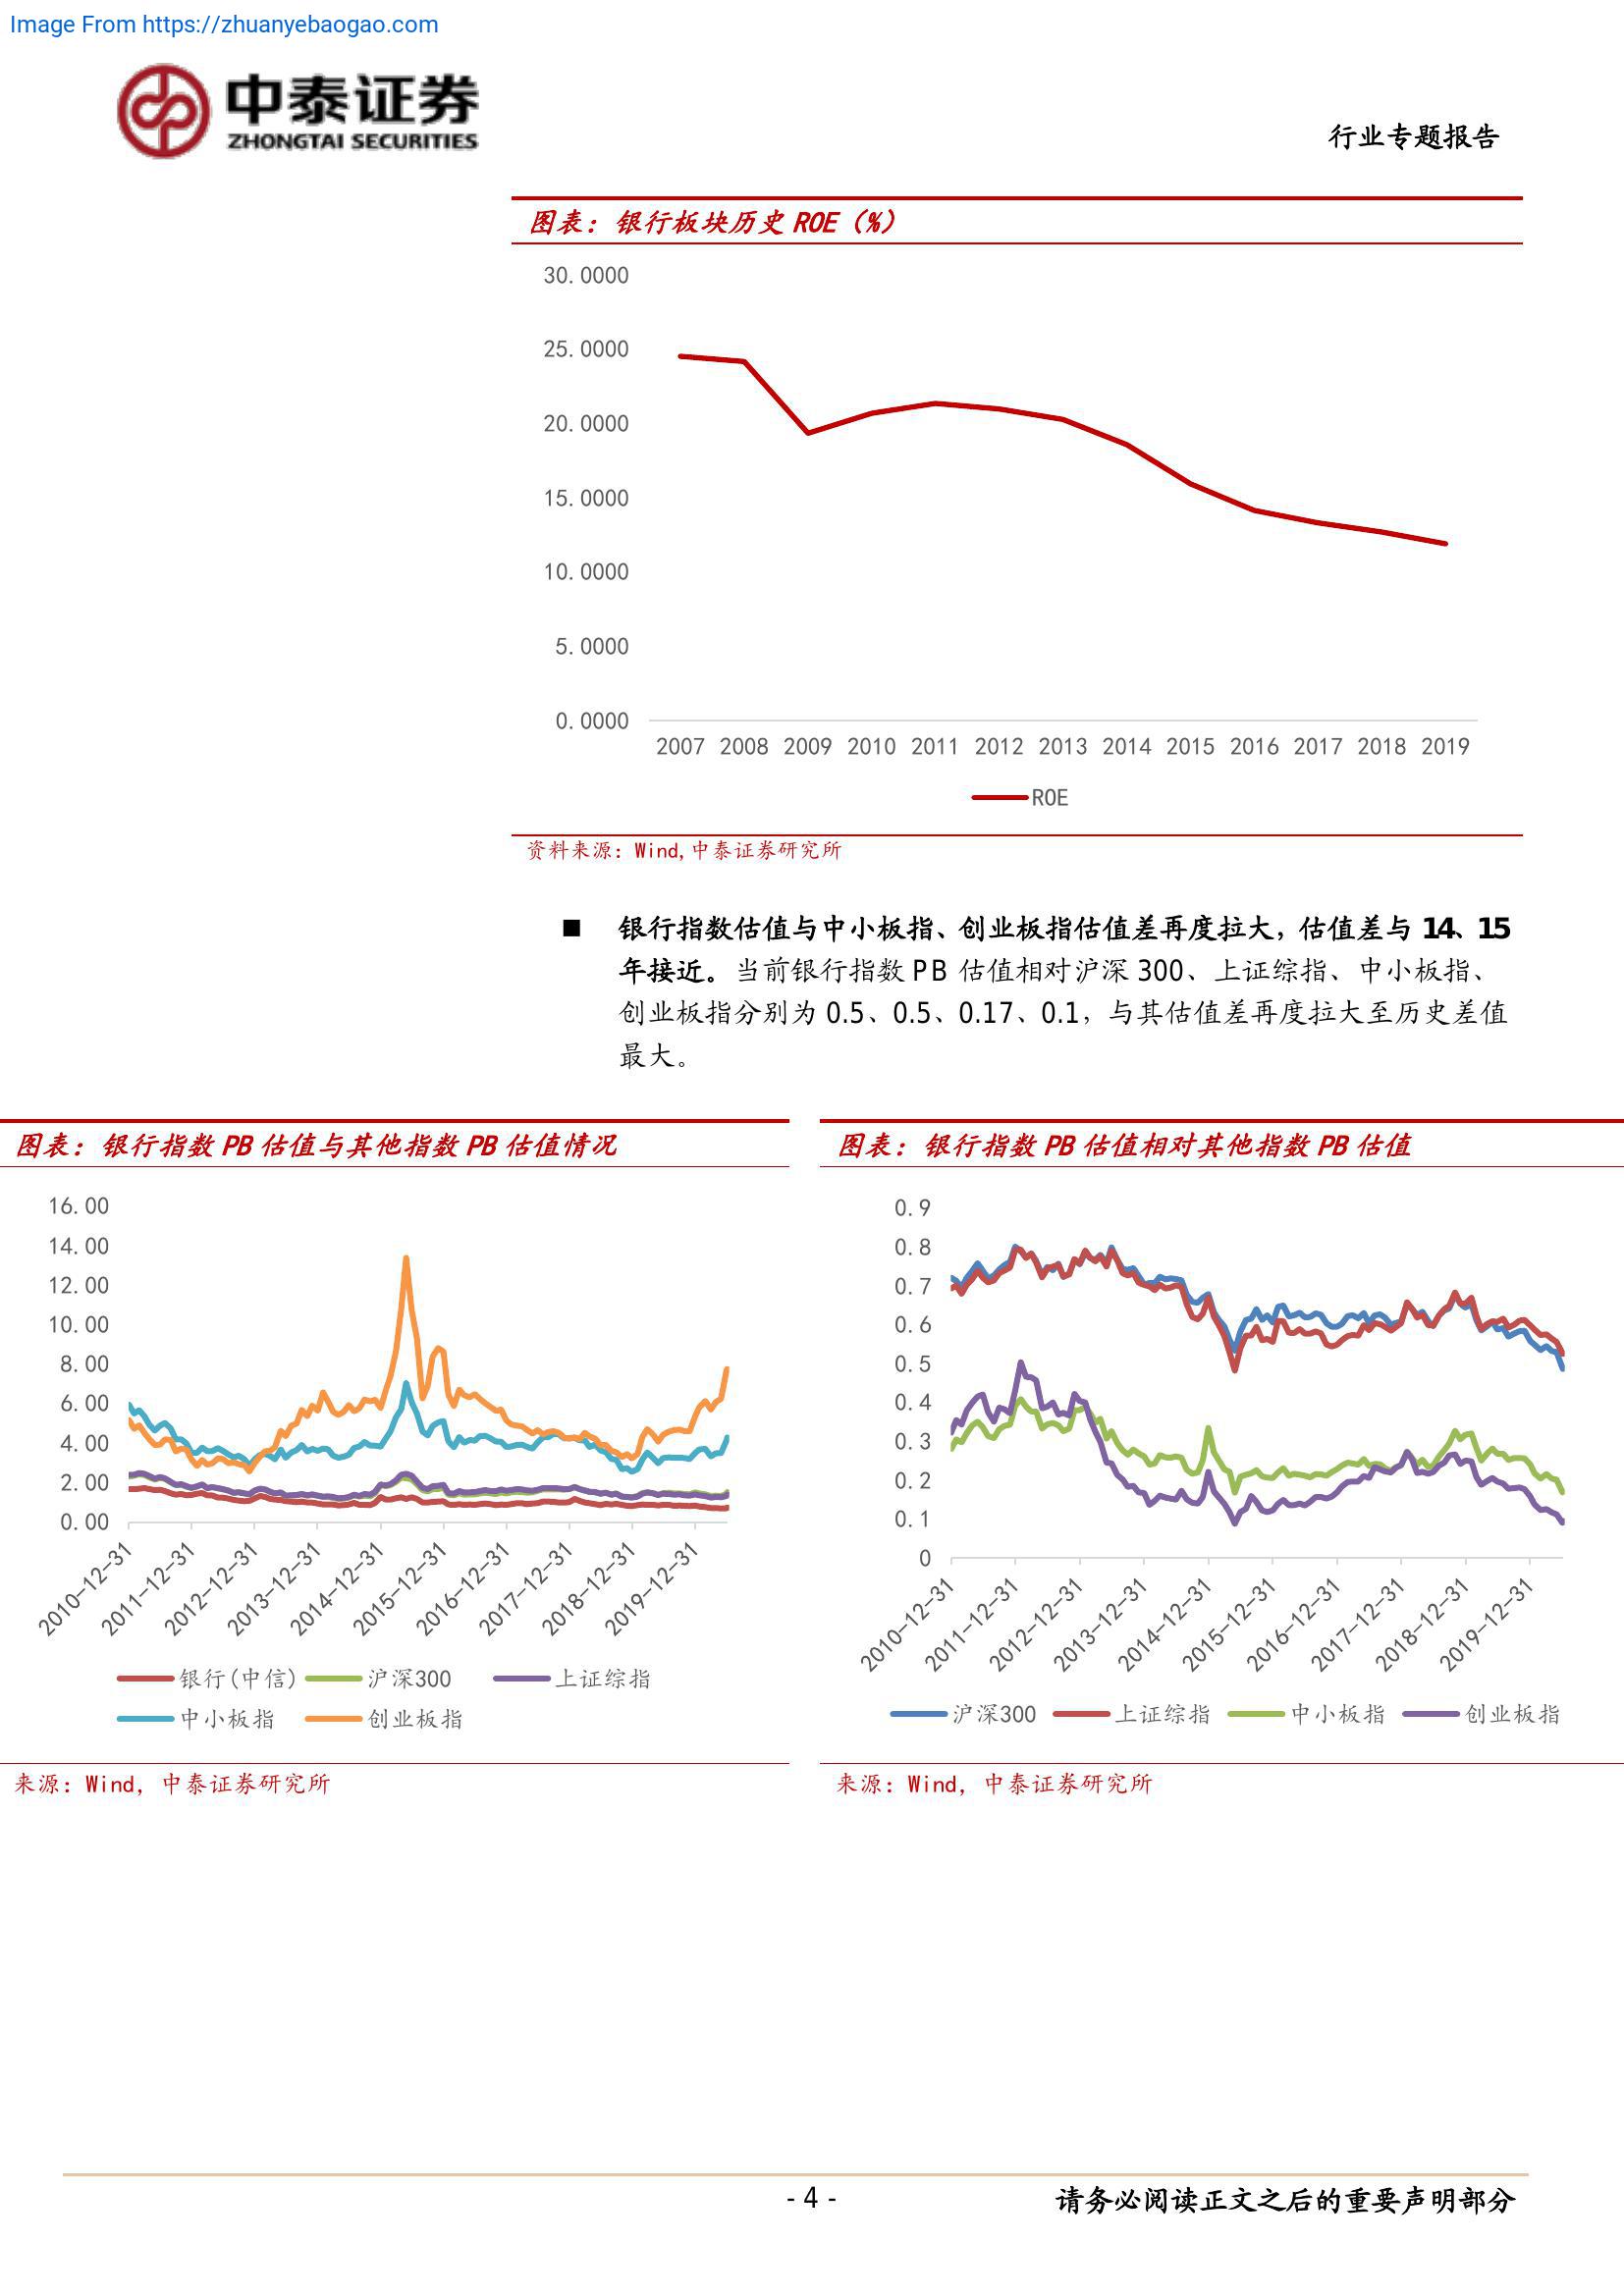 Image From https://zhuanyebaogao.com
中泰证券
ZHONGTAI SECURITIES
行业专题报告
图表：银行板块历史 ROE（%）
30.0000
25.0000
20.0000
15.0000
10.0000
5.0000
0.0000
2007 2008 2009 2010 2011 2012 2013 2014 2015 2016 2017 2018 2019
ROE
资料来源：Wind,中泰证券研究所
■ 银行指数估值与中小板指、创业板指估值差再度拉大，估值差与 14、15
年接近。当前银行指数 PB 估值相对沪深 300、上证综指、中小板指、
创业板指分别为 0.5、0.5、0.17、0.1，与其估值差再度拉大至历史差值
最大。
图表：银行指数 PB 估值与其他指数 PB 估值情况
16.00
14.00
12.00
10.00
8.00
6.00
4.00
2.00
0.00
2010-12-31 2011-12-31 2012-12-31 2013-12-31 2014-12-31 2015-12-31 2016-12-31 2017-12-31 2018-12-31 2019-12-31
银行(中信) 沪深300 上证综指
中小板指 创业板指
来源：Wind，中泰证券研究所
图表：银行指数 PB 估值相对其他指数 PB 估值
0.9
0.8
0.7
0.6
0.5
0.4
0.3
0.2
0.1
0
2010-12-31 2011-12-31 2012-12-31 2013-12-31 2014-12-31 2015-12-31 2016-12-31 2017-12-31 2018-12-31 2019-12-31
沪深300 上证综指 中小板指 创业板指
来源：Wind，中泰证券研究所
- 4 -
请务必阅读正文之后的重要声明部分